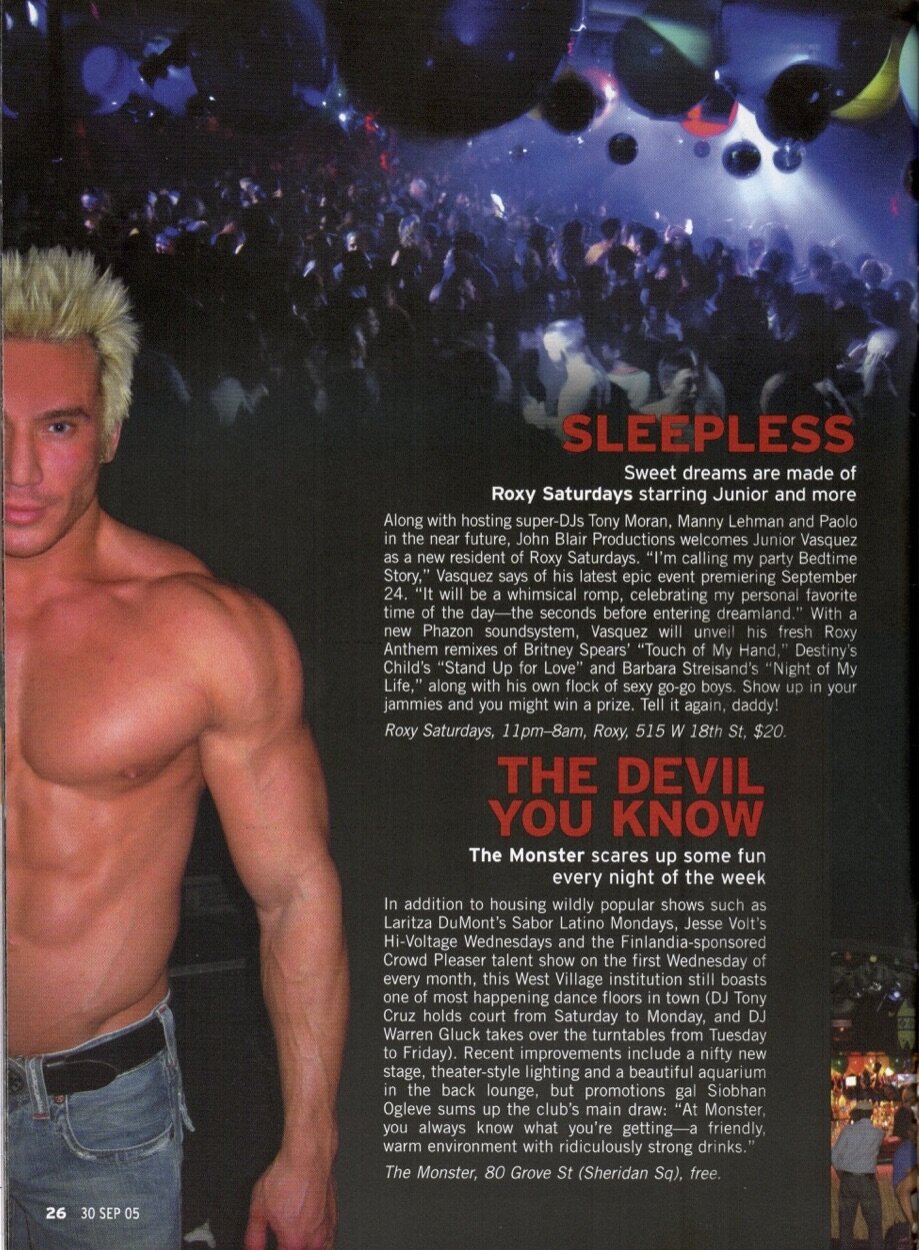 SLEEPLESS
Sweet dreams are made of
Roxy Saturdays starring Junior and more
Along with hosting super-DJs Tony Moran, Manny Lehman and Paolo
in the near future, John Blair Productions welcomes Junior Vasquez
as a new resident of Roxy Saturdays. “I’m calling my party Bedtime
Story,” Vasquez says of his latest epic event premiering September
24. “It will be a whimsical romp, celebrating my personal favorite
time of the day—the seconds before entering dreamland.” With a
new Phazon soundsystem, Vasquez will unveil his fresh Roxy
Anthem remixes of Britney Spears’ “Touch of My Hand,” Destiny’s
Child’s “Stand Up for Love” and Barbara Streisand’s “Night of My
Life,” along with his own flock of sexy go-go boys. Show up in your
jammies and you might win a prize. Tell it again, daddy!
Roxy Saturdays, 11pm–8am, Roxy, 515 W 18th St, $20.
THE DEVIL
YOU KNOW
The Monster scares up some fun
every night of the week
In addition to housing wildly popular shows such as
Laritza DuMont’s Sabor Latino Mondays, Jesse Volt’s
Hi-Voltage Wednesdays and the Finlandia-sponsored
Crowd Pleaser talent show on the first Wednesday of
every month, this West Village institution still boasts
one of most happening dance floors in town (DJ Tony
Cruz holds court from Saturday to Monday, and DJ
Warren Gluck takes over the turntables from Tuesday
to Friday). Recent improvements include a nifty new
stage, theater-style lighting and a beautiful aquarium
in the back lounge, but promotions gal Siobhan
Ogleve sums up the club’s main draw: “At Monster,
you always know what you’re getting—a friendly,
warm environment with ridiculously strong drinks.”
The Monster, 80 Grove St (Sheridan Sq), free.
26 30 SEP 05